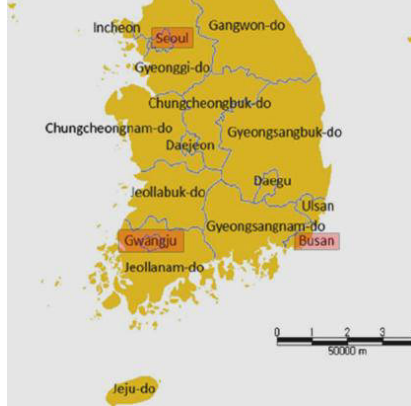 Incheon
Gangwon-do
Seoul
Gyeonggi-do
Chungcheongbuk-do
Chungcheongnam-do
Gyeongsangbuk-do
Daejeon
Daegu
Jeollabuk-do
Ulsan
Gyeongsangnam-do
Gwangju
Busan
Jeollanam-do
0 1 2 3
50000 m
Jeju-do